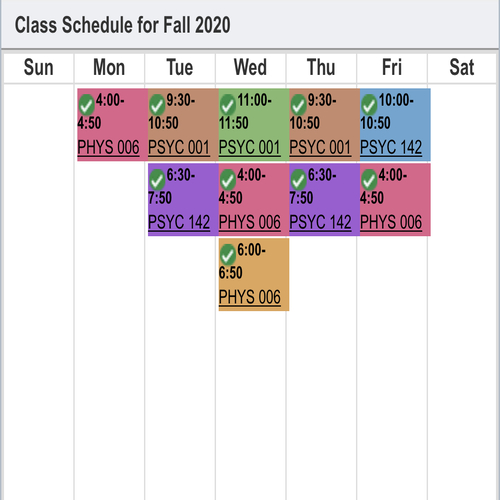 Class Schedule for Fall 2020
Sun Mon Tue Wed Thu Fri Sat
4:00-
4:50
PHYS 006
9:30-
10:50
PSYC 001
11:00-
11:50
PSYC 001
9:30-
10:50
PSYC 001
10:00-
10:50
PSYC 142
6:30-
7:50
PSYC 142
4:00-
4:50
PHYS 006
6:30-
7:50
PSYC 142
4:00-
4:50
PHYS 006
6:00-
6:50
PHYS 006